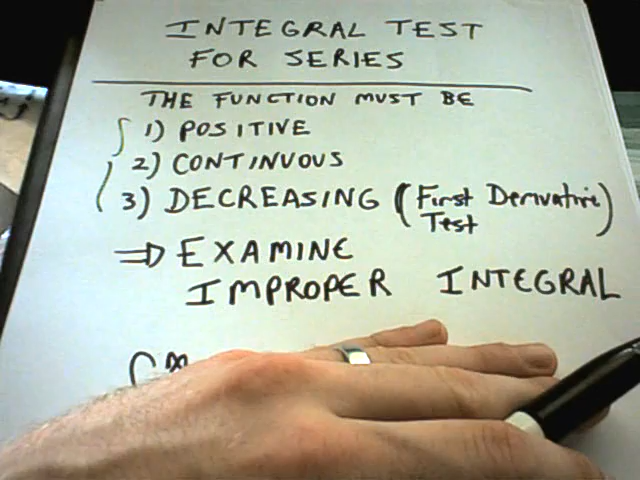 INTEGRAL TEST
FOR SERIES
THE FUNCTION MUST BE
1) POSITIVE
2) CONTINUOUS
3) DECREASING (First Derivative
Test)
⇒ EXAMINE
IMPROPER INTEGRAL
∫∞